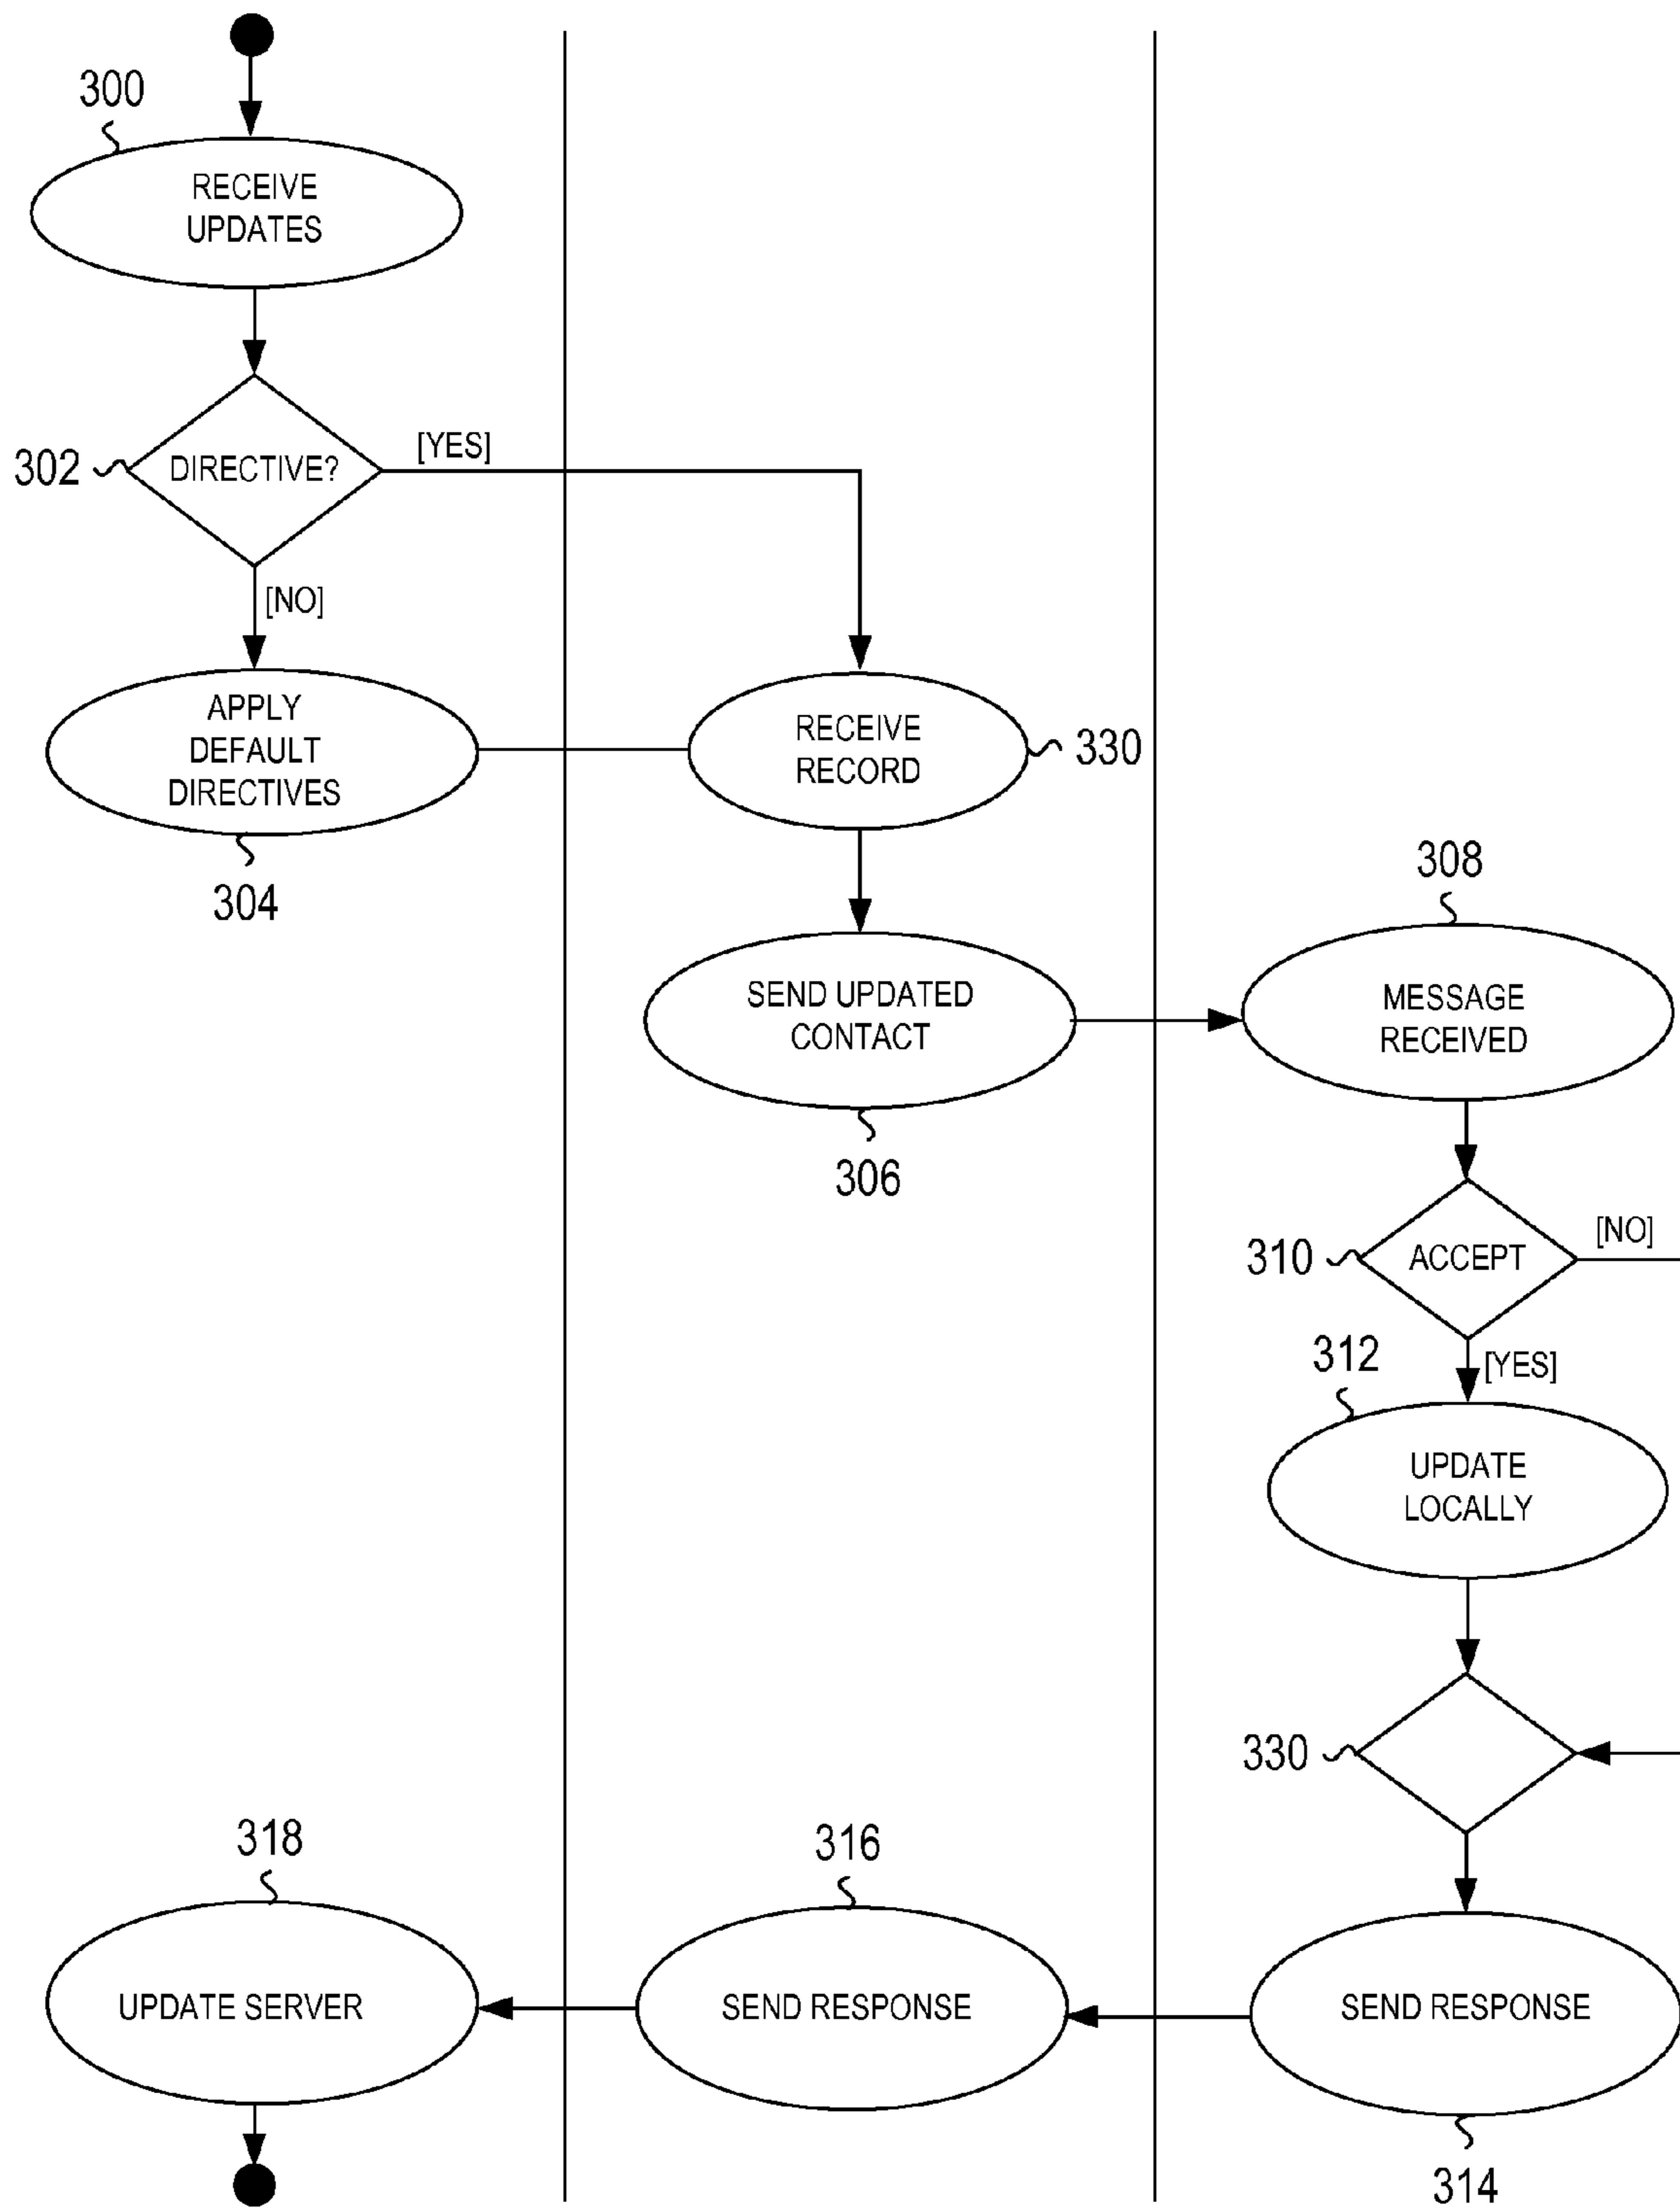 300
RECEIVE
UPDATES
302
DIRECTIVE?
[YES]
[NO]
APPLY
DEFAULT
DIRECTIVES
304
RECEIVE
RECORD
330
SEND UPDATED
CONTACT
306
308
MESSAGE
RECEIVED
310
ACCEPT
[NO]
[YES]
312
UPDATE
LOCALLY
330
318
UPDATE SERVER
316
SEND RESPONSE
SEND RESPONSE
314